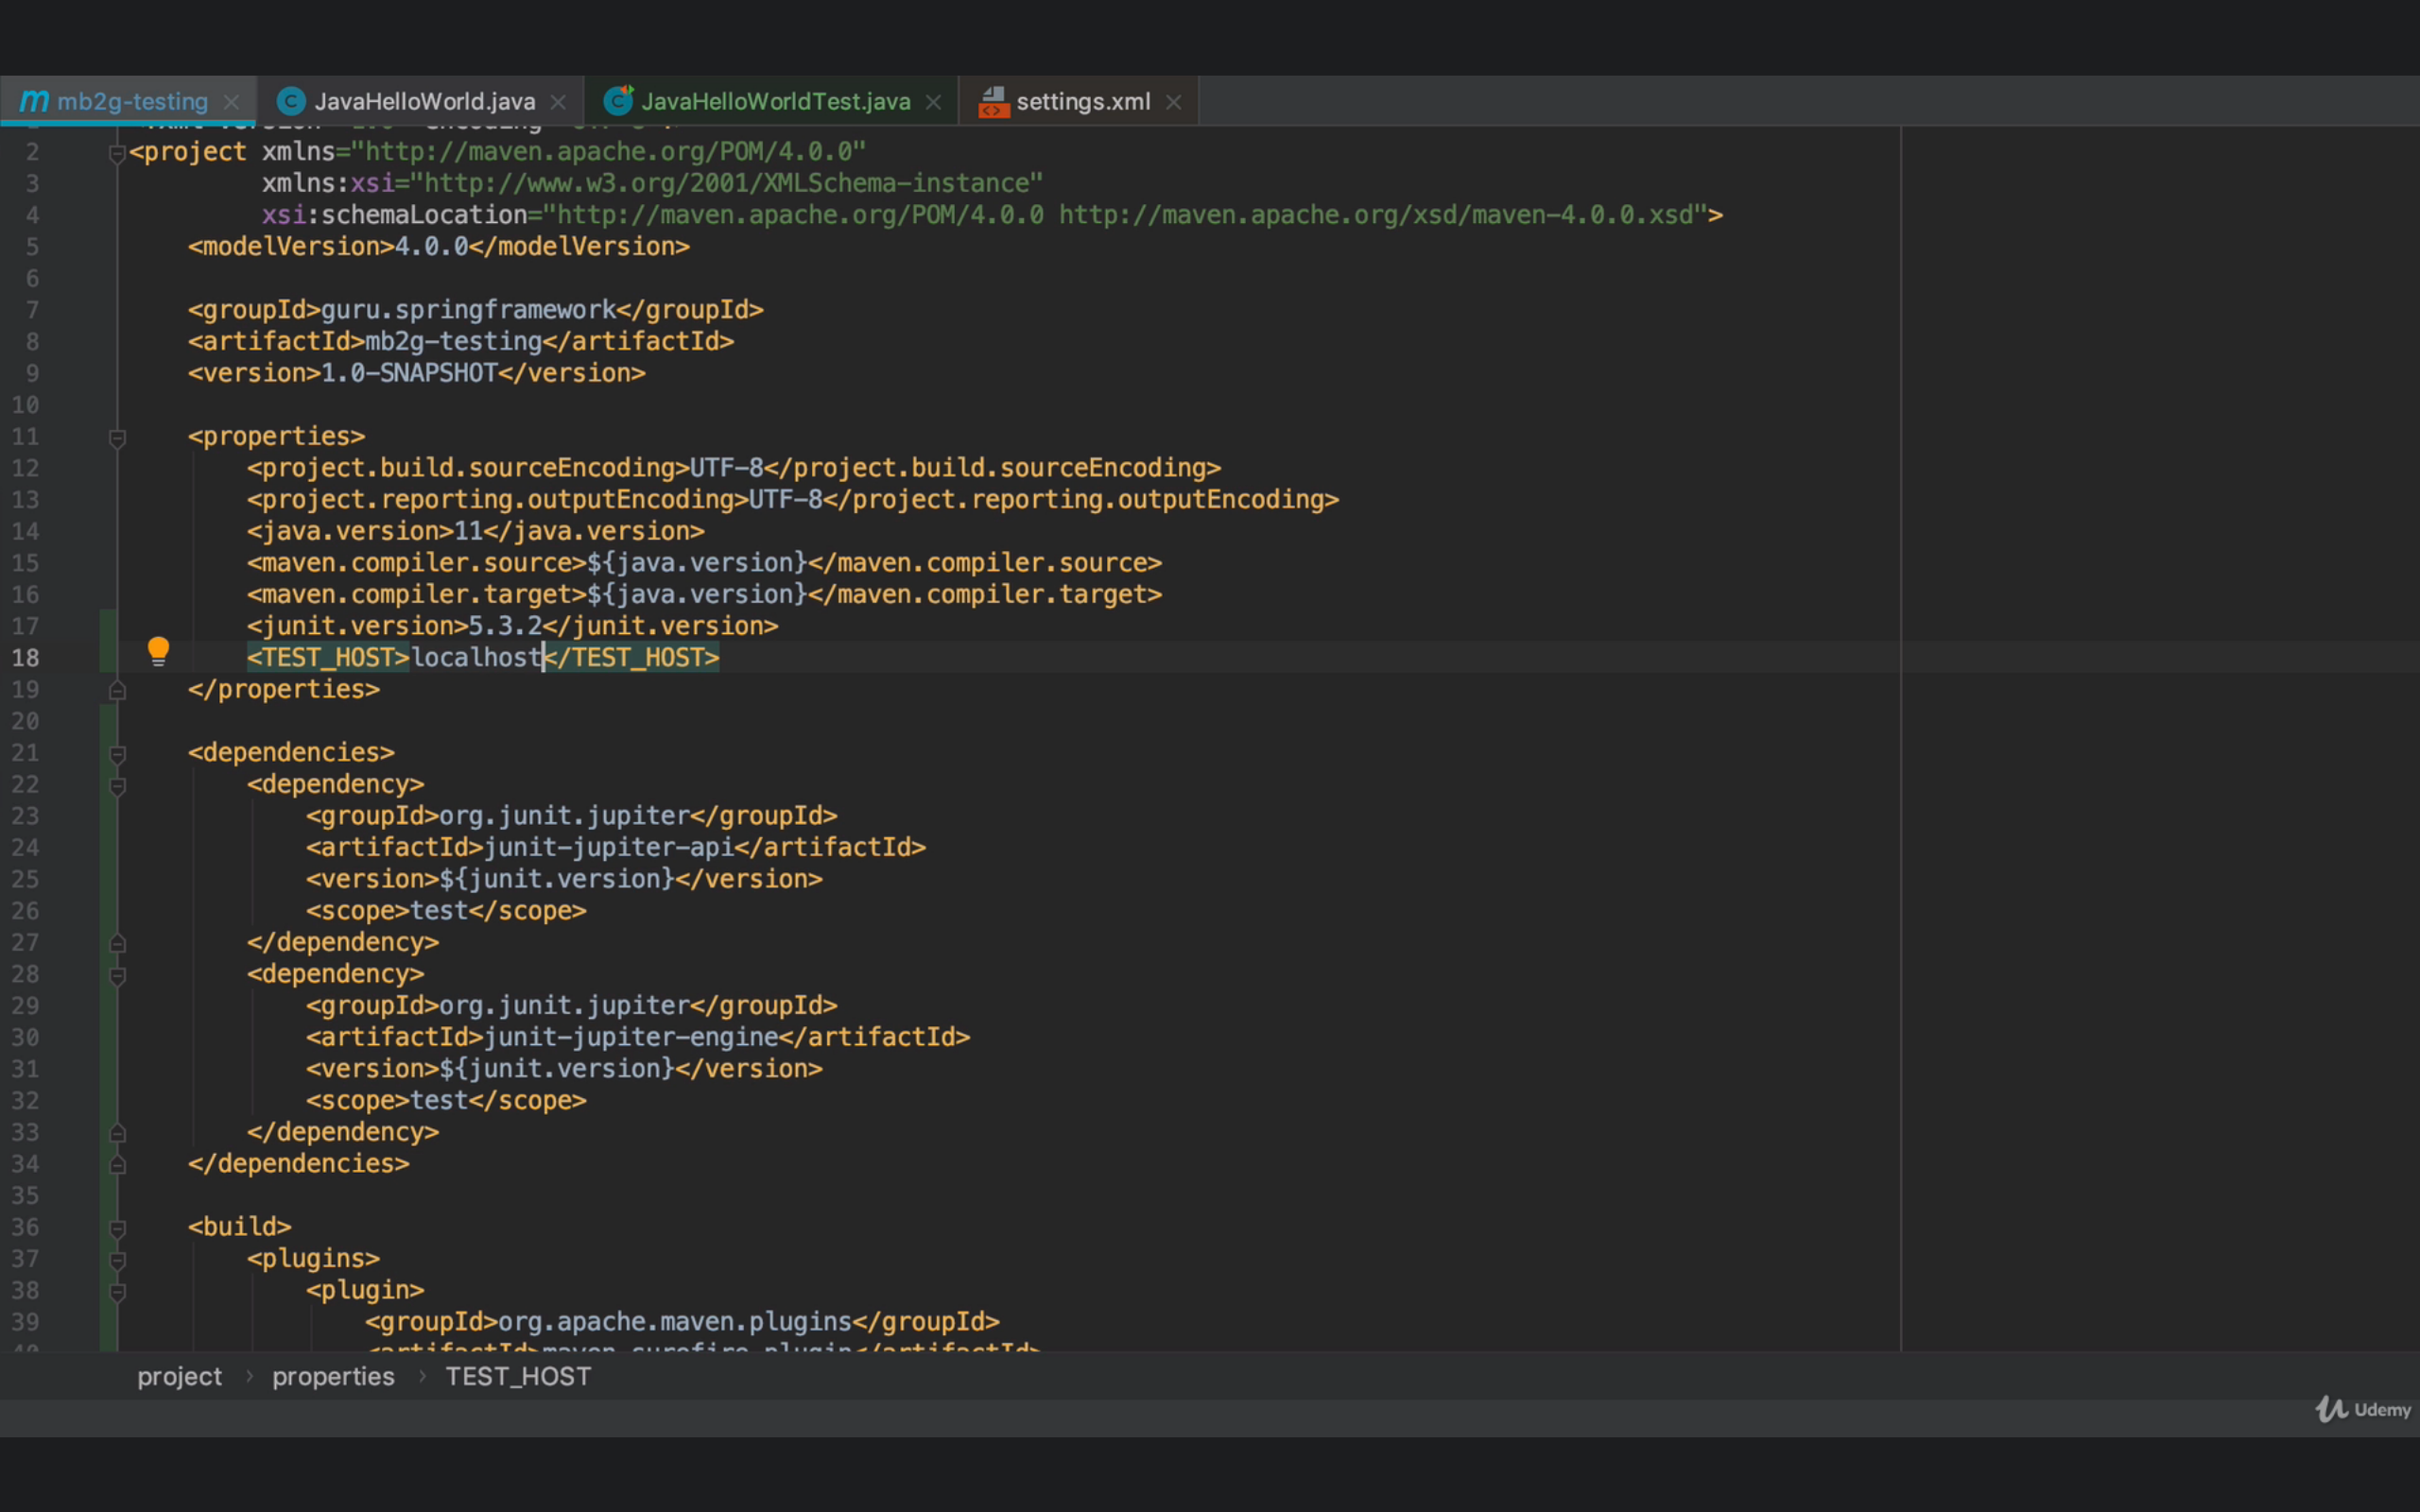 mb2g-testing JavaHelloWorld.java JavaHelloWorldTest.java settings.xml
2 <project xmlns="http://maven.apache.org/POM/4.0.0"
3 xmlns:xsi="http://www.w3.org/2001/XMLSchema-instance"
4 xsi:schemaLocation="http://maven.apache.org/POM/4.0.0 http://maven.apache.org/xsd/maven-4.0.0.xsd">
5 <modelVersion>4.0.0</modelVersion>
6
7 <groupId>guru.springframework</groupId>
8 <artifactId>mb2g-testing</artifactId>
9 <version>1.0-SNAPSHOT</version>
10
11 <properties>
12 <project.build.sourceEncoding>UTF-8</project.build.sourceEncoding>
13 <project.reporting.outputEncoding>UTF-8</project.reporting.outputEncoding>
14 <java.version>11</java.version>
15 <maven.compiler.source>${java.version}</maven.compiler.source>
16 <maven.compiler.target>${java.version}</maven.compiler.target>
17 <junit.version>5.3.2</junit.version>
18 <TEST_HOST>localhost</TEST_HOST>
19 </properties>
20
21 <dependencies>
22 <dependency>
23 <groupId>org.junit.jupiter</groupId>
24 <artifactId>junit-jupiter-api</artifactId>
25 <version>${junit.version}</version>
26 <scope>test</scope>
27 </dependency>
28 <dependency>
29 <groupId>org.junit.jupiter</groupId>
30 <artifactId>junit-jupiter-engine</artifactId>
31 <version>${junit.version}</version>
32 <scope>test</scope>
33 </dependency>
34 </dependencies>
35
36 <build>
37 <plugins>
38 <plugin>
39 <groupId>org.apache.maven.plugins</groupId>
40 <artifactId>maven-surefire-plugin</artifactId>
project > properties > TEST_HOST
Udemy